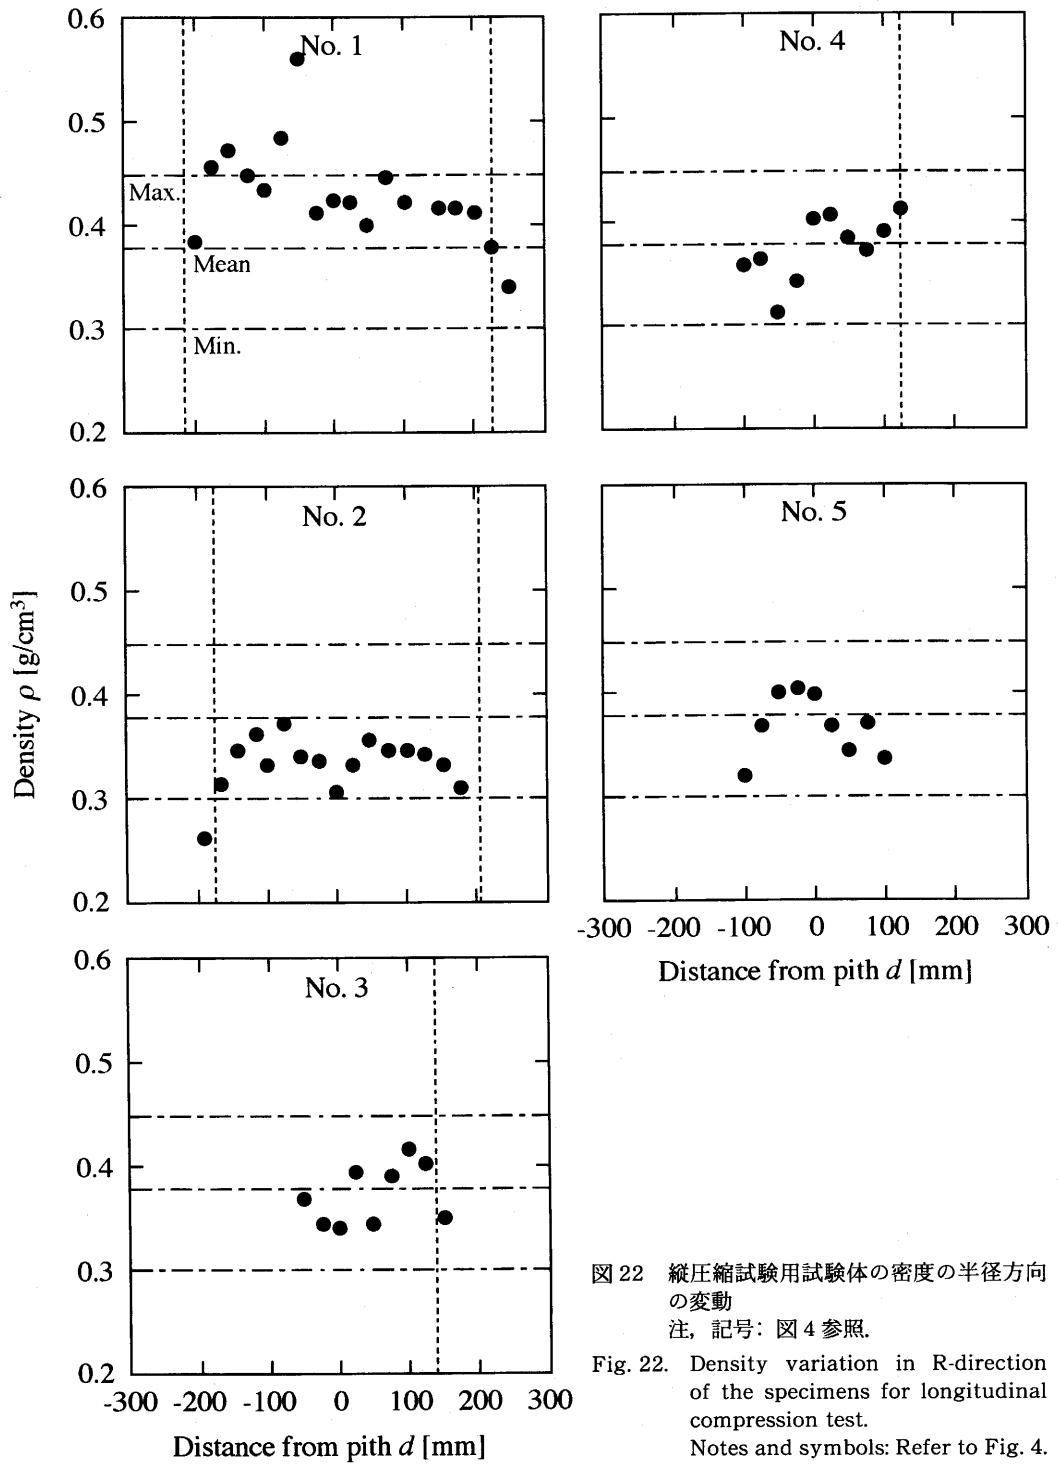 0.6
No. 1
0.5
Max.
0.4
Mean
0.3
Min.
0.2
No. 4
0.6
No. 2
0.5
0.4
0.3
0.2
Density ρ [g/cm³]
No. 5
-300 -200 -100 0 100 200 300
Distance from pith d [mm]
0.6
No. 3
0.5
0.4
0.3
0.2
-300 -200 -100 0 100 200 300
Distance from pith d [mm]
図22 縦圧縮試験用試験体の密度の半径方向
の変動
注，記号：図4参照．
Fig. 22. Density variation in R-direction
of the specimens for longitudinal
compression test.
Notes and symbols: Refer to Fig. 4.